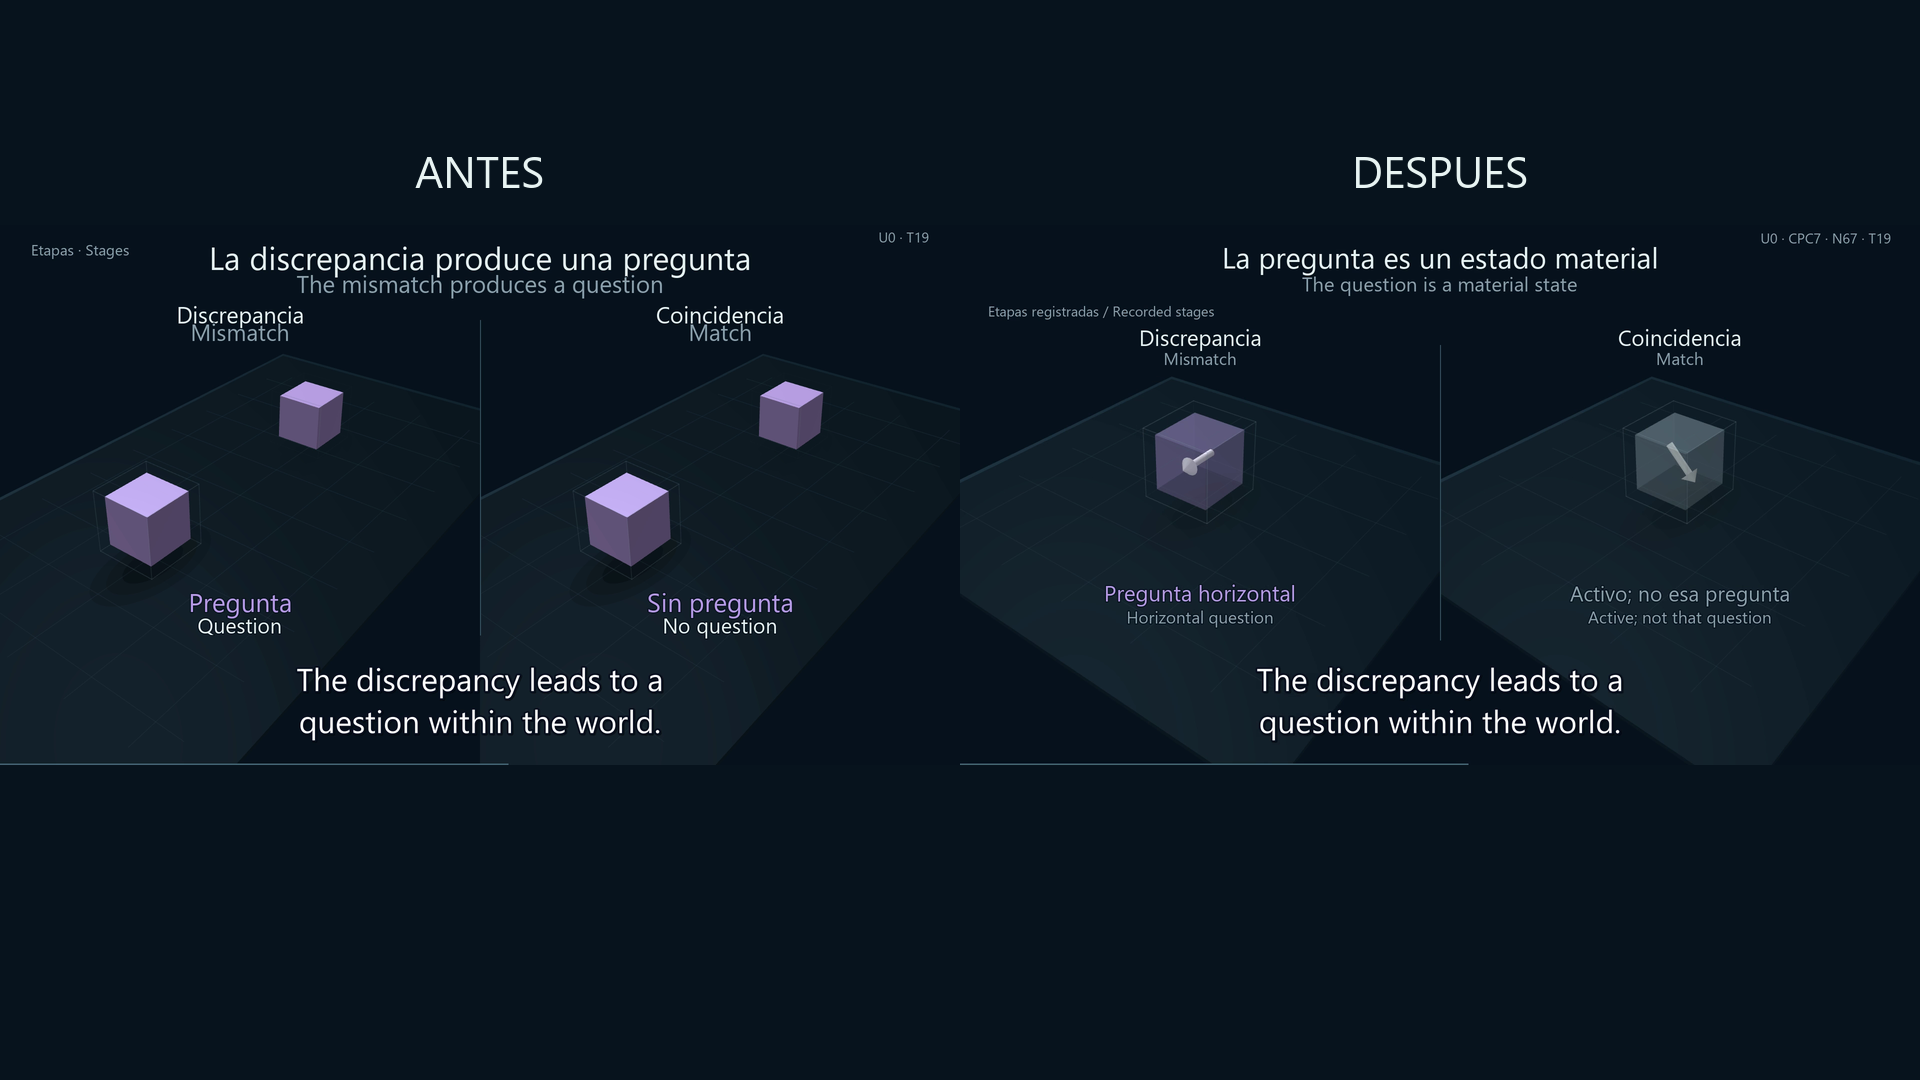 ANTES
Etapas · Stages
U0 · T19
La discrepancia produce una pregunta
The mismatch produces a question
Discrepancia
Mismatch
Coincidencia
Match
Pregunta
Question
Sin pregunta
No question
The discrepancy leads to a
question within the world.
DESPUES
U0 · CPC7 · N67 · T19
La pregunta es un estado material
The question is a material state
Etapas registradas / Recorded stages
Discrepancia
Mismatch
Coincidencia
Match
Pregunta horizontal
Horizontal question
Activo; no esa pregunta
Active; not that question
The discrepancy leads to a
question within the world.